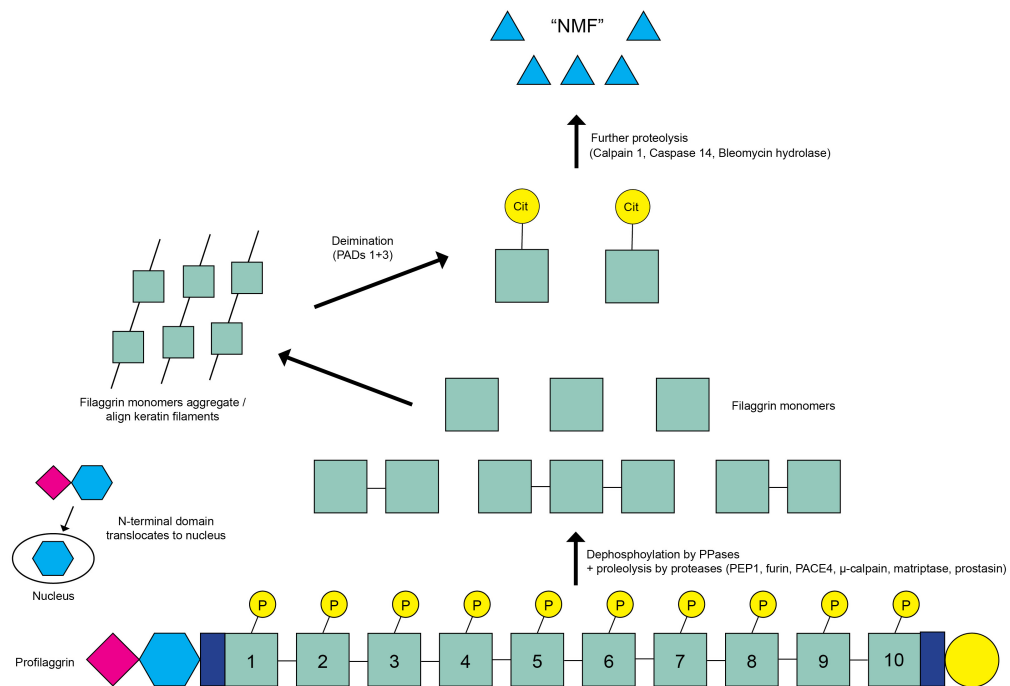 “NMF”
Further proteolysis
(Calpain 1, Caspase 14, Bleomycin hydrolase)
Cit
Cit
Deimination
(PADs 1+3)
Filaggrin monomers aggregate /
align keratin filaments
Filaggrin monomers
N-terminal domain
translocates to nucleus
Nucleus
Dephosphoylation by PPases
+ proleolysis by proteases (PEP1, furin, PACE4, μ-calpain, matriptase, prostasin)
P P P P P P P P P P
Profilaggrin
1 2 3 4 5 6 7 8 9 10